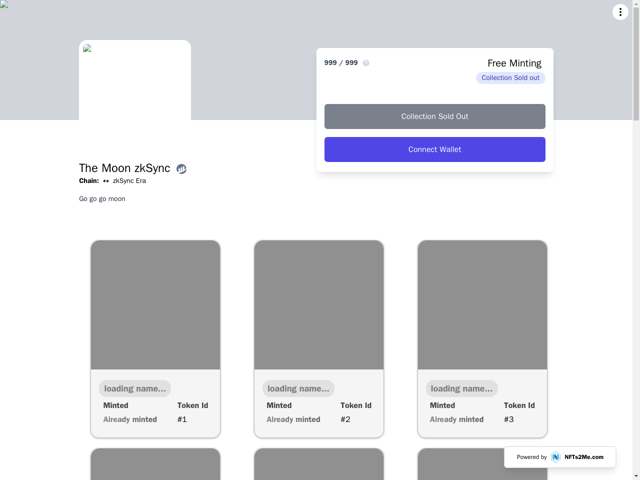 999 / 999
Free Minting
Collection Sold out
Collection Sold Out
Connect Wallet
The Moon zkSync
Chain: zkSync Era
Go go go moon
loading name...
Minted Token Id
Already minted #1
loading name...
Minted Token Id
Already minted #2
loading name...
Minted Token Id
Already minted #3
Powered by NFTs2Me.com